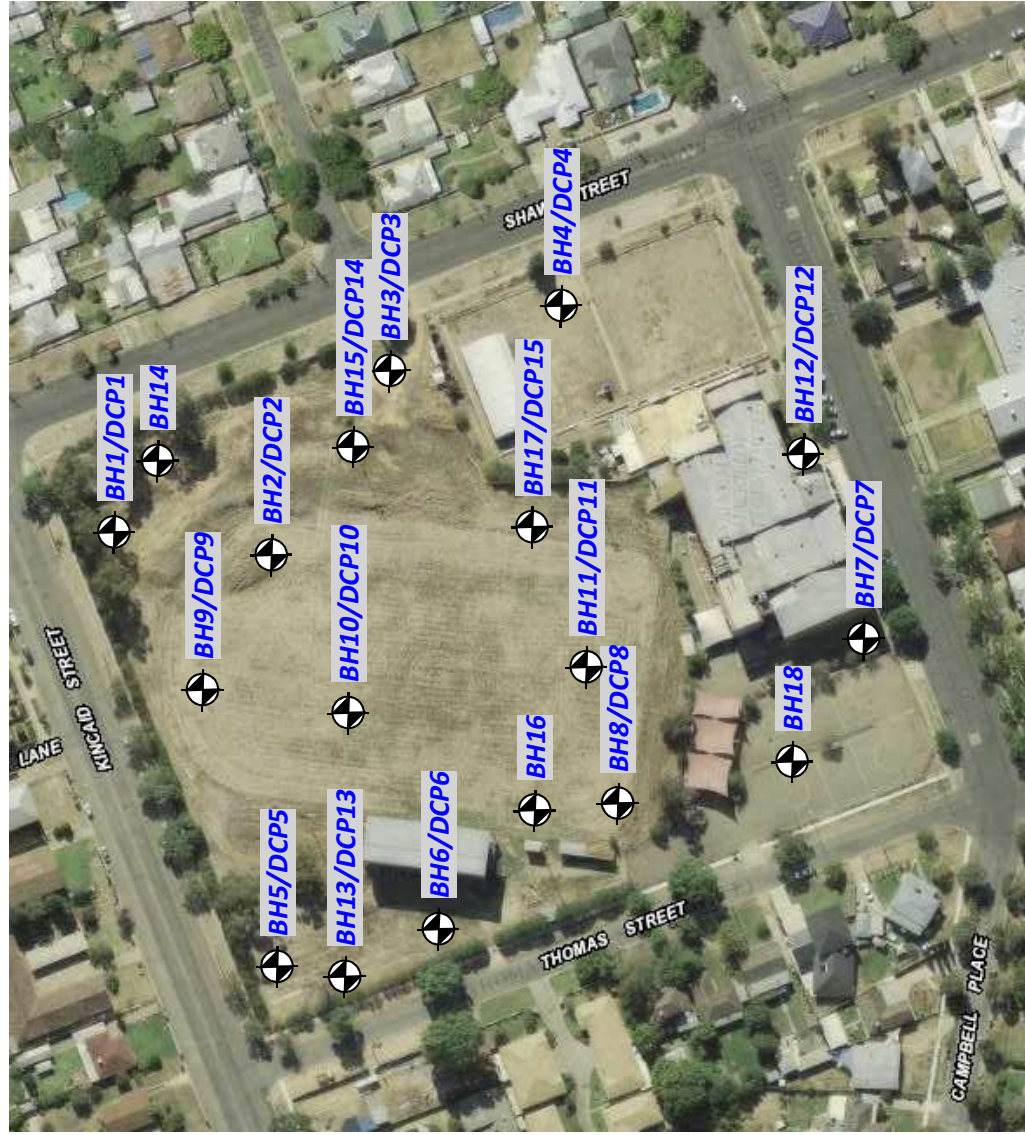 SHAW STREET
BH4/DCP4
BH3/DCP3
BH15/DCP14
BH12/DCP12
BH17/DCP15
BH14
BH1/DCP1
BH2/DCP2
BH7/DCP7
BH11/DCP11
BH9/DCP9
BH10/DCP10
BH8/DCP8
BH18
KINCAID STREET
LANE
BH16
BH6/DCP6
BH5/DCP5
BH13/DCP13
THOMAS STREET
CAMPBELL PLACE